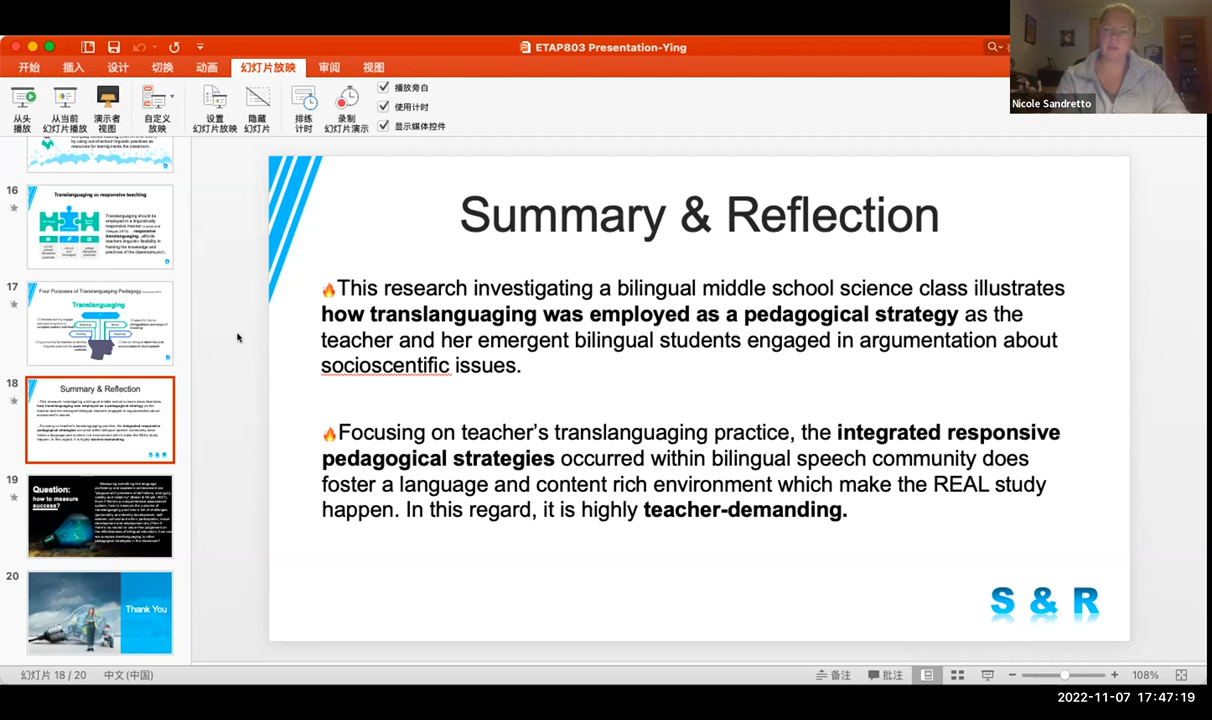 ETAP803 Presentation-Ying
开始 插入 设计 切换 动画 幻灯片放映 审阅 视图
从头播放
从当前幻灯片播放
演示者视图
自定义放映
设置幻灯片放映
隐藏幻灯片
排练计时
录制幻灯片演示
播放旁白
使用计时
显示媒体控件
Nicole Sandretto
16
Translanguaging as responsive teaching
17
Four Purposes of Translanguaging Pedagogy
Translanguaging
18
Summary & Reflection
S & R
19
Question:
how to measure
success?
20
Thank You
Summary & Reflection
🔥This research investigating a bilingual middle school science class illustrates
how translanguaging was employed as a pedagogical strategy as the
teacher and her emergent bilingual students engaged in argumentation about
socioscentific issues.
🔥Focusing on teacher's translanguaging practice, the integrated responsive
pedagogical strategies occurred within bilingual speech community does
foster a language and content rich environment which make the REAL study
happen. In this regard, it is highly teacher-demanding.
S & R
幻灯片 18 / 20 中文(中国)
备注 批注 108%
2022-11-07 17:47:19